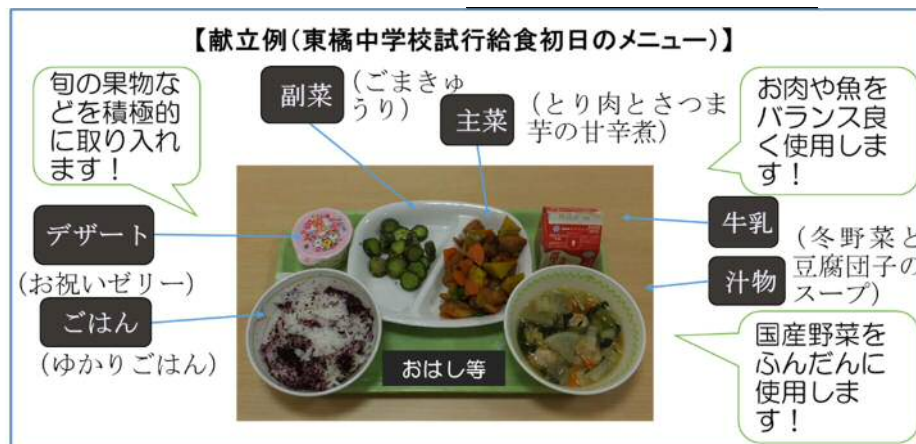 【献立例(東橘中学校試行給食初日のメニュー)】
旬の果物な
どを積極的
に取り入れ
ます!
副菜
(ごまきゅ
うり)
主菜
(とり肉とさつま
芋の甘辛煮)
お肉や魚を
バランス良
く使用しま
す!
デザート
(お祝いゼリー)
牛乳
ごはん
(ゆかりごはん)
汁物
(冬野菜と
豆腐団子の
スープ)
おはし等
国産野菜を
ふんだんに
使用しま
す!